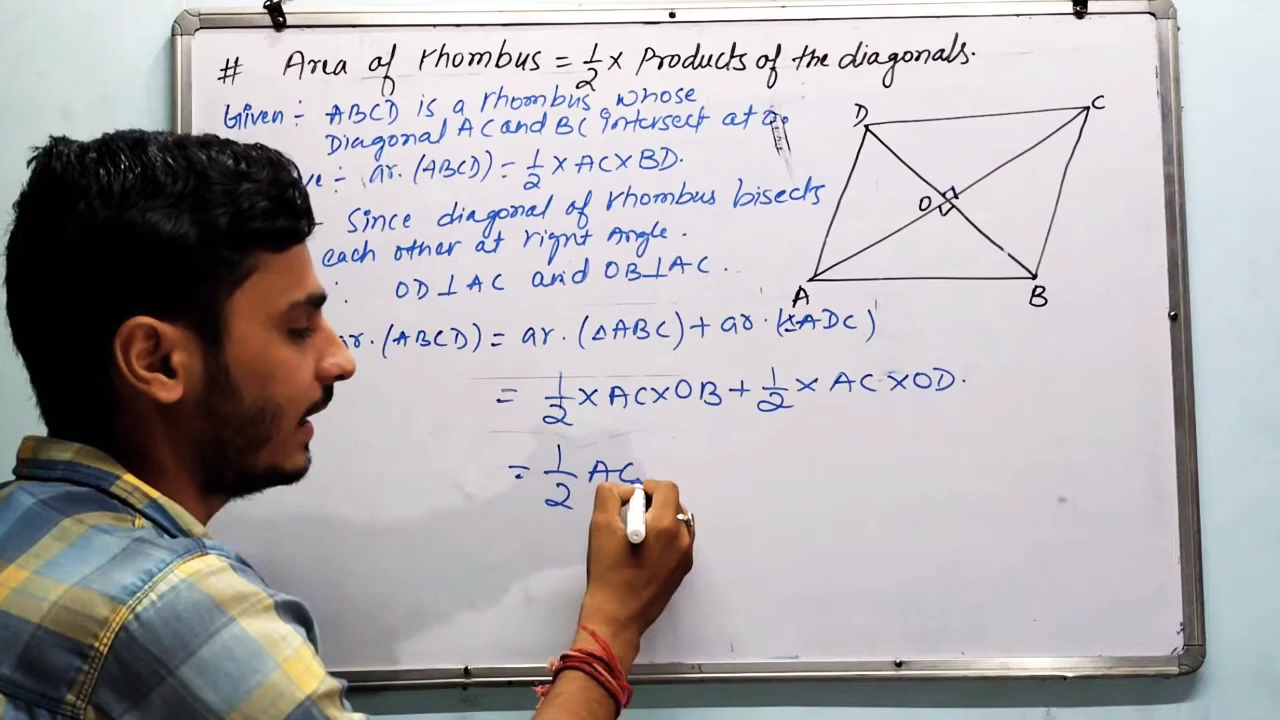 # Area of rhombus = 1/2 × Products of the diagonals.
Given :- ABCD is a rhombus whose
Diagonal AC and BC intersect at o.
ve :- ar. (ABCD) = 1/2 × AC × BD.
Since diagonal of rhombus bisects
each other at right Angle.
OD ⊥ AC and OB ⊥ AC.
ar. (ABCD) = ar. (△ABC) + ar. (△ADC)
= 1/2 × AC × OB + 1/2 × AC × OD.
= 1/2 AC
D C
O
A B